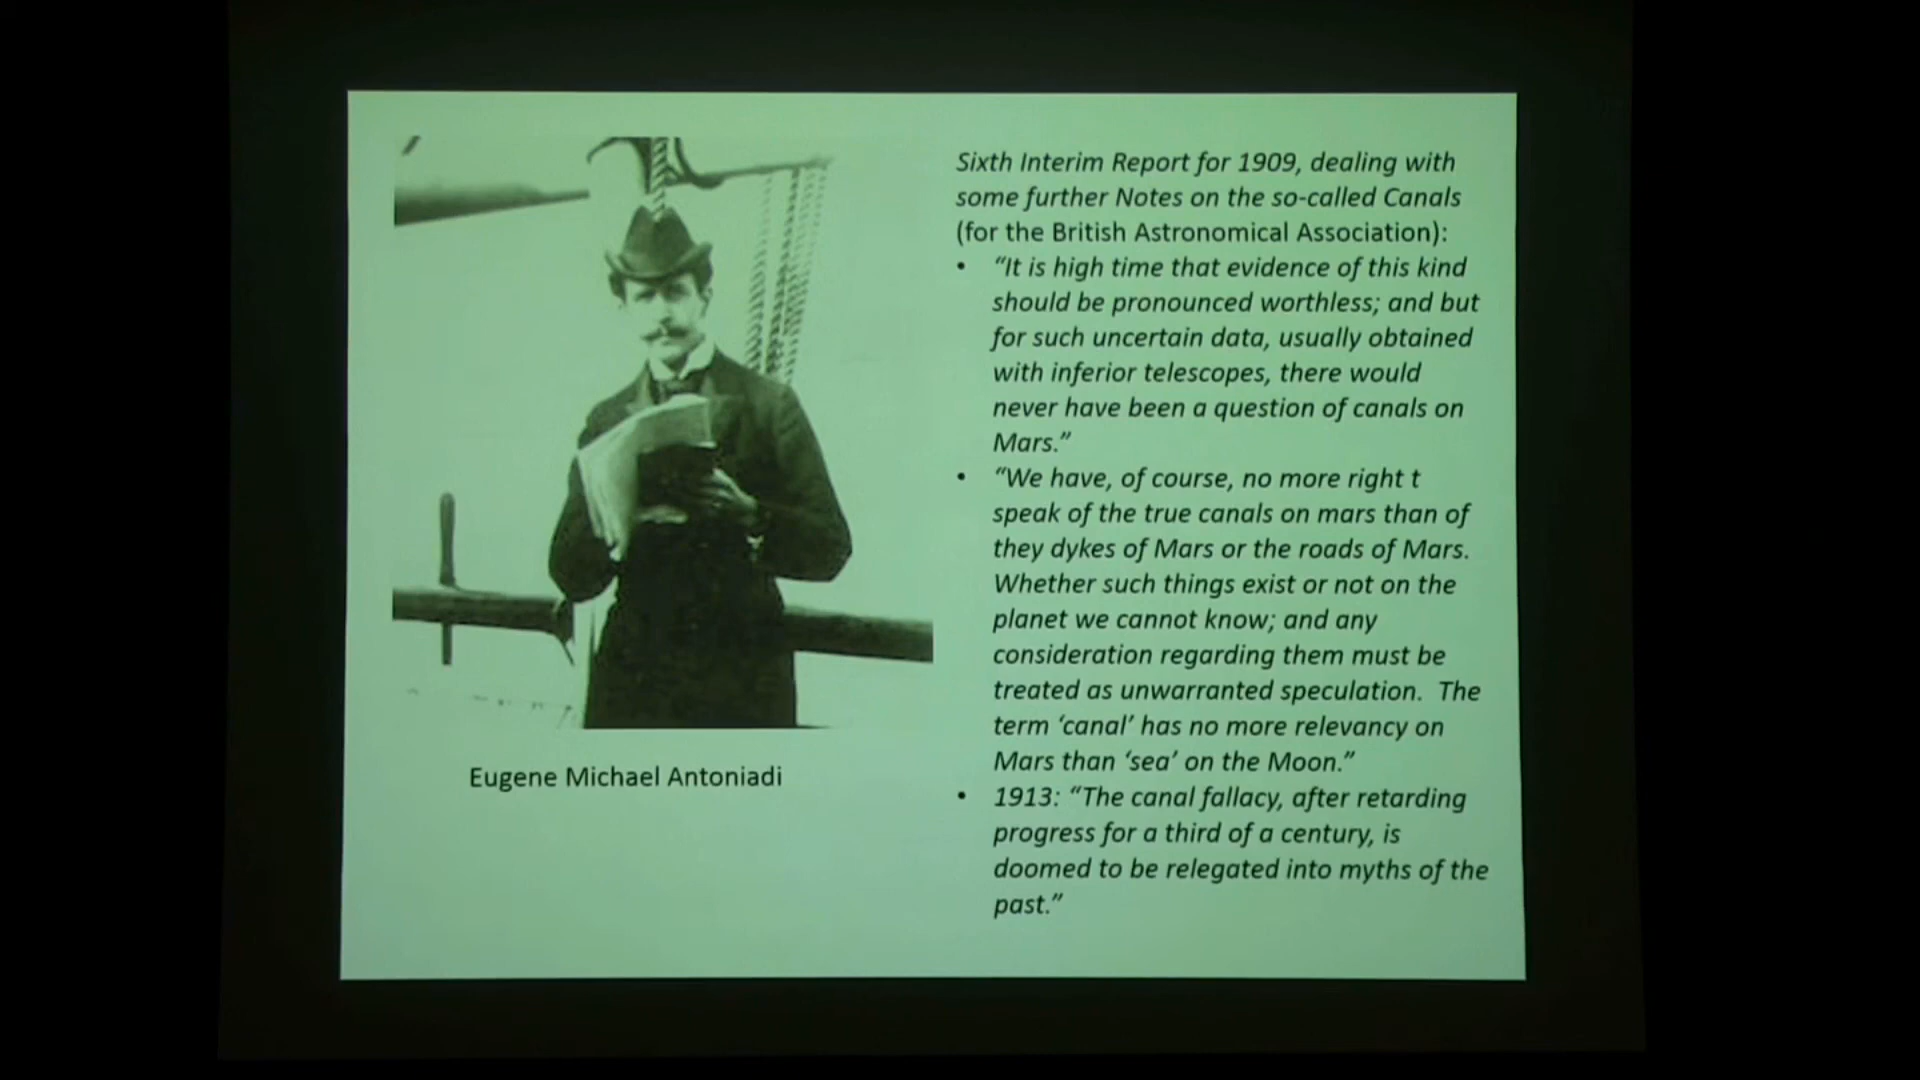 Sixth Interim Report for 1909, dealing with
some further Notes on the so-called Canals
(for the British Astronomical Association):
• “It is high time that evidence of this kind
should be pronounced worthless; and but
for such uncertain data, usually obtained
with inferior telescopes, there would
never have been a question of canals on
Mars.”
• “We have, of course, no more right t
speak of the true canals on mars than of
they dykes of Mars or the roads of Mars.
Whether such things exist or not on the
planet we cannot know; and any
consideration regarding them must be
treated as unwarranted speculation.  The
term ‘canal’ has no more relevancy on
Mars than ‘sea’ on the Moon.”
• 1913: “The canal fallacy, after retarding
progress for a third of a century, is
doomed to be relegated into myths of the
past.”
Eugene Michael Antoniadi